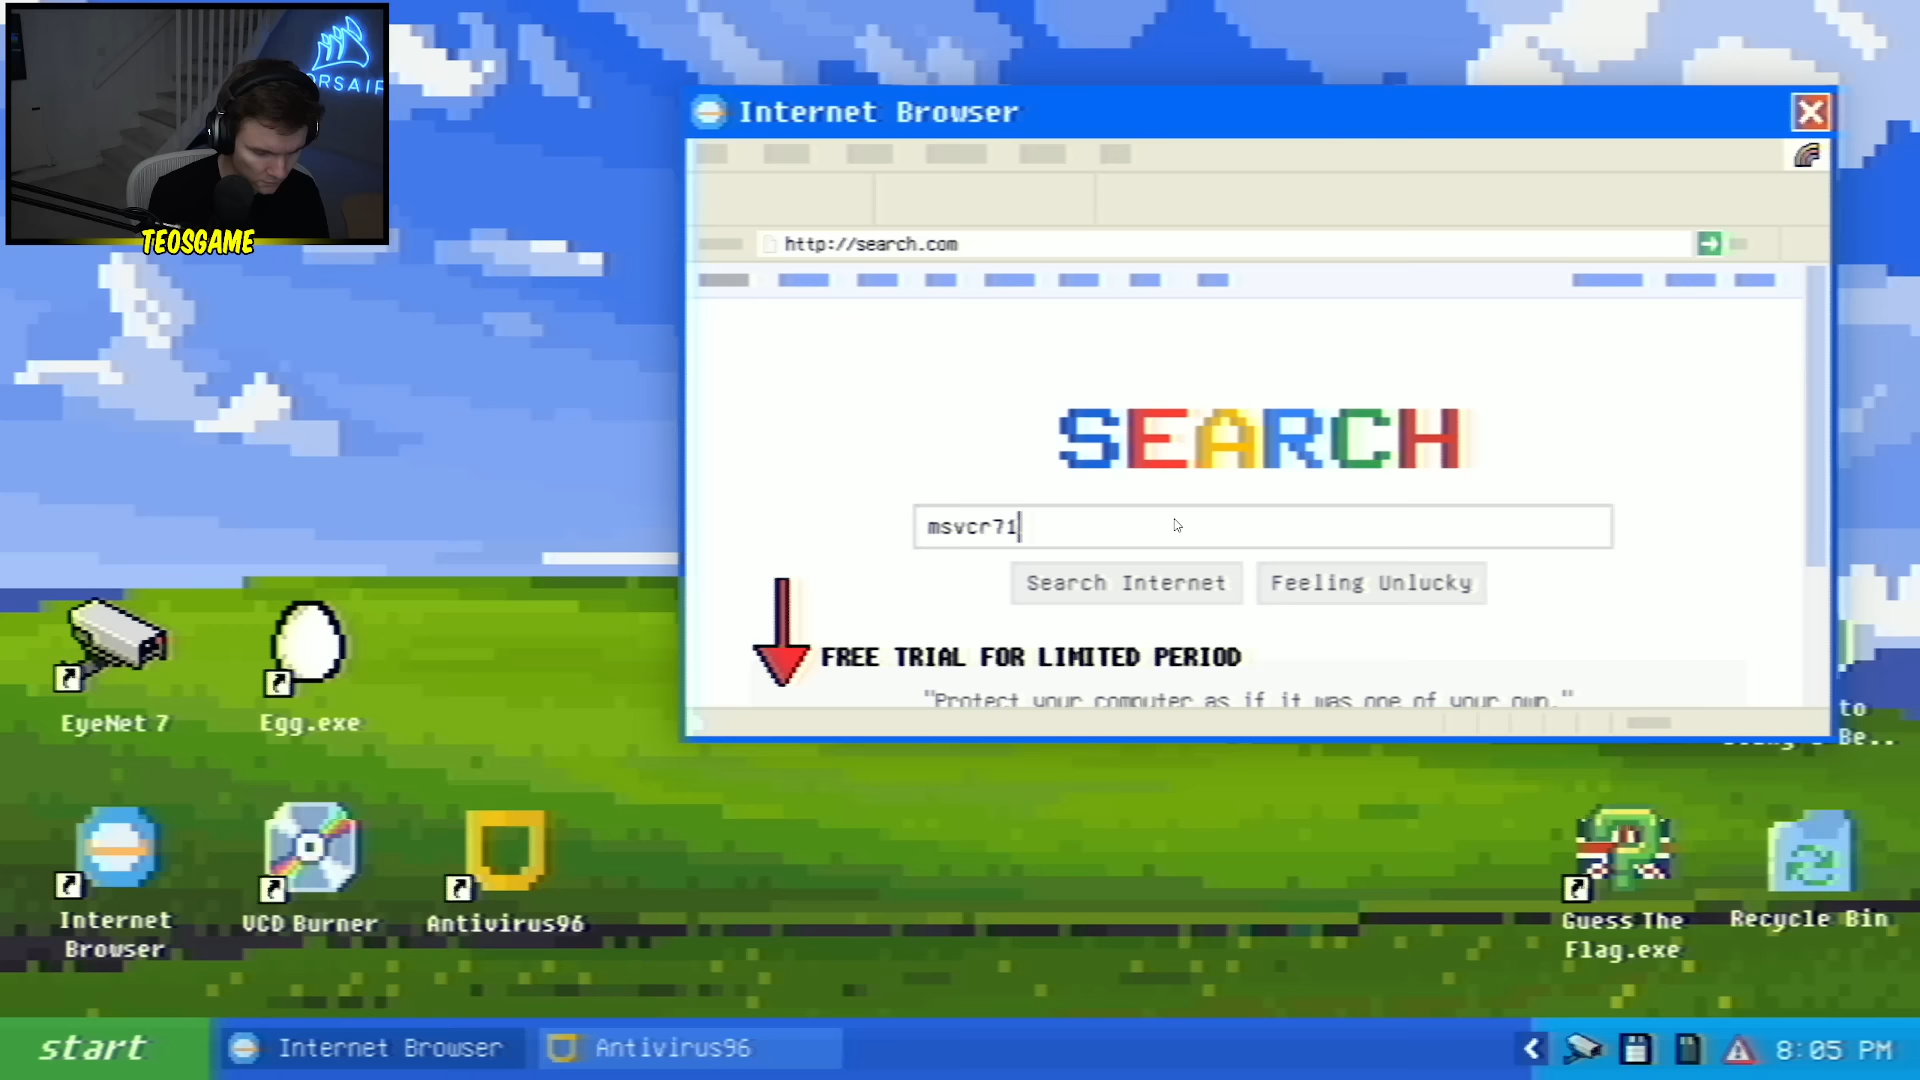 ORSAIR
TEOSGAME
Internet Browser
http://search.com
SEARCH
msvcr71
Search Internet
Feeling Unlucky
FREE TRIAL FOR LIMITED PERIOD
"Protect your computer as if it was one of your own."
EyeNet 7
Egg.exe
to
Be..
Internet
Browser
VCD Burner
Antivirus96
Guess The
Flag.exe
Recycle Bin
start
Internet Browser
Antivirus96
8:05 PM